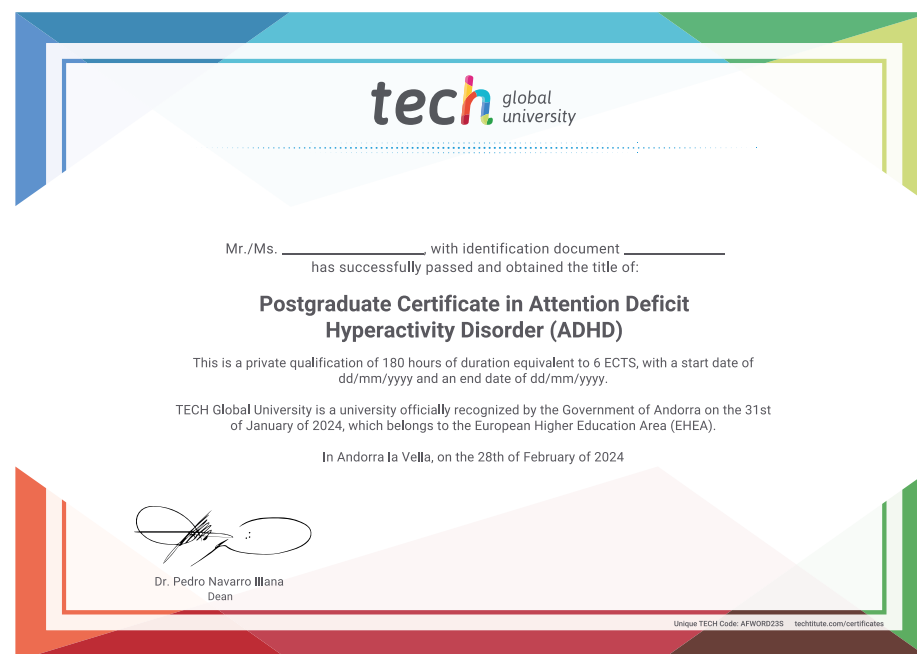 tech global university
Mr./Ms. ____________, with identification document ____________
has successfully passed and obtained the title of:
Postgraduate Certificate in Attention Deficit
Hyperactivity Disorder (ADHD)
This is a private qualification of 180 hours of duration equivalent to 6 ECTS, with a start date of
dd/mm/yyyy and an end date of dd/mm/yyyy.
TECH Global University is a university officially recognized by the Government of Andorra on the 31st
of January of 2024, which belongs to the European Higher Education Area (EHEA).
In Andorra la Vella, on the 28th of February of 2024
Dr. Pedro Navarro Illana
Dean
Unique TECH Code: AFWORD23S techtitute.com/certificates